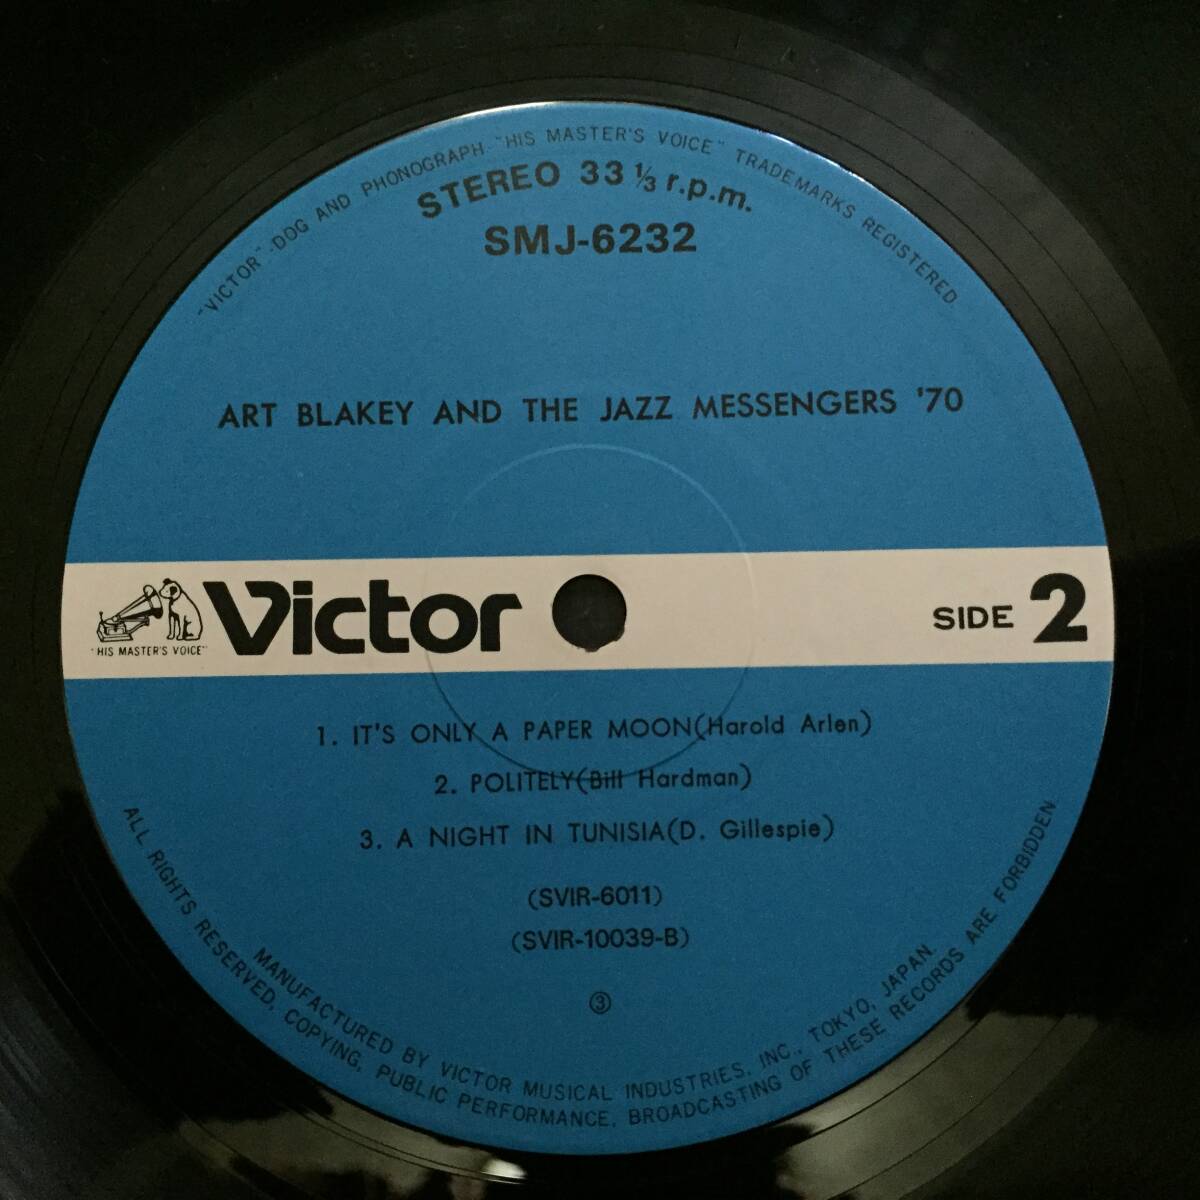 "VICTOR"-DOG AND PHONOGRAPH-"HIS MASTER'S VOICE" TRADEMARKS REGISTERED
STEREO 33 1/3 r.p.m.
SMJ-6232
ART BLAKEY AND THE JAZZ MESSENGERS '70
Victor
"HIS MASTER'S VOICE"
SIDE 2
1. IT'S ONLY A PAPER MOON(Harold Arlen)
2. POLITELY(Bill Hardman)
3. A NIGHT IN TUNISIA(D. Gillespie)
(SVIR-6011)
(SVIR-10039-B)
③
MANUFACTURED BY VICTOR MUSICAL INDUSTRIES, INC., TOKYO, JAPAN.
ALL RIGHTS RESERVED, COPYING, PUBLIC PERFORMANCE, BROADCASTING OF THESE RECORDS ARE FORBIDDEN